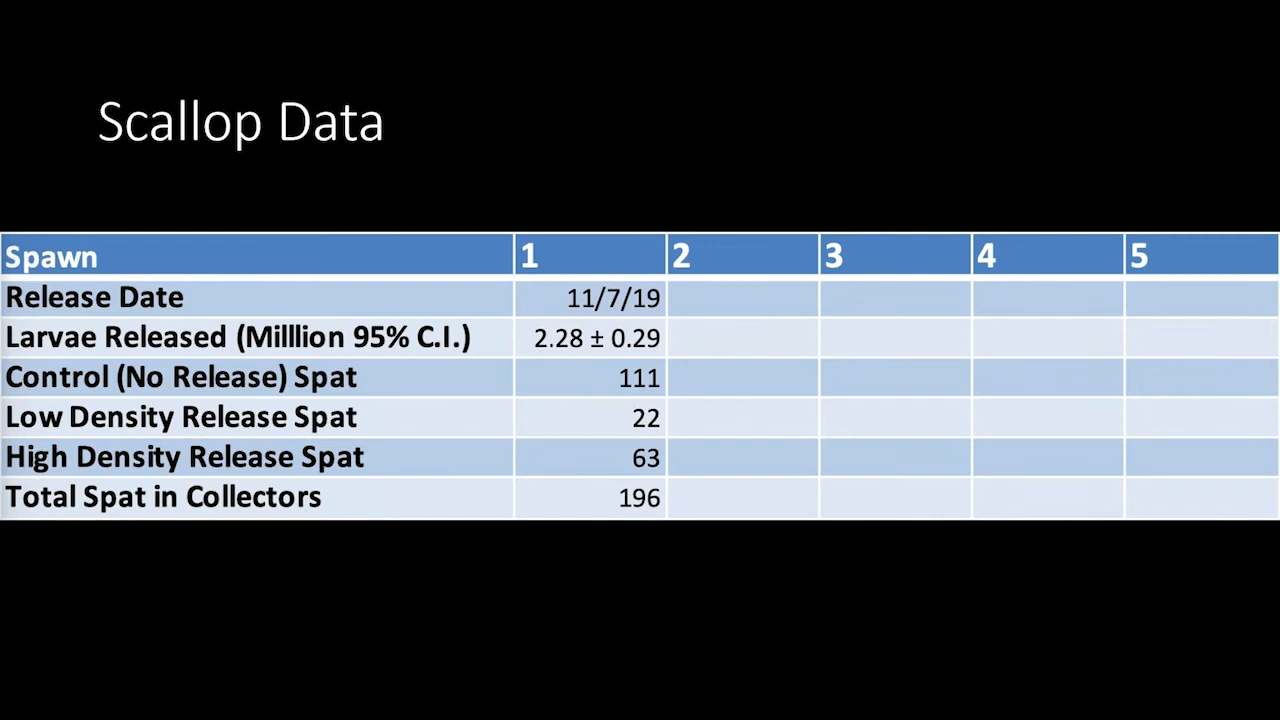 Scallop Data
Spawn 1 2 3 4 5
Release Date 11/7/19
Larvae Released (Milllion 95% C.I.) 2.28 ± 0.29
Control (No Release) Spat 111
Low Density Release Spat 22
High Density Release Spat 63
Total Spat in Collectors 196